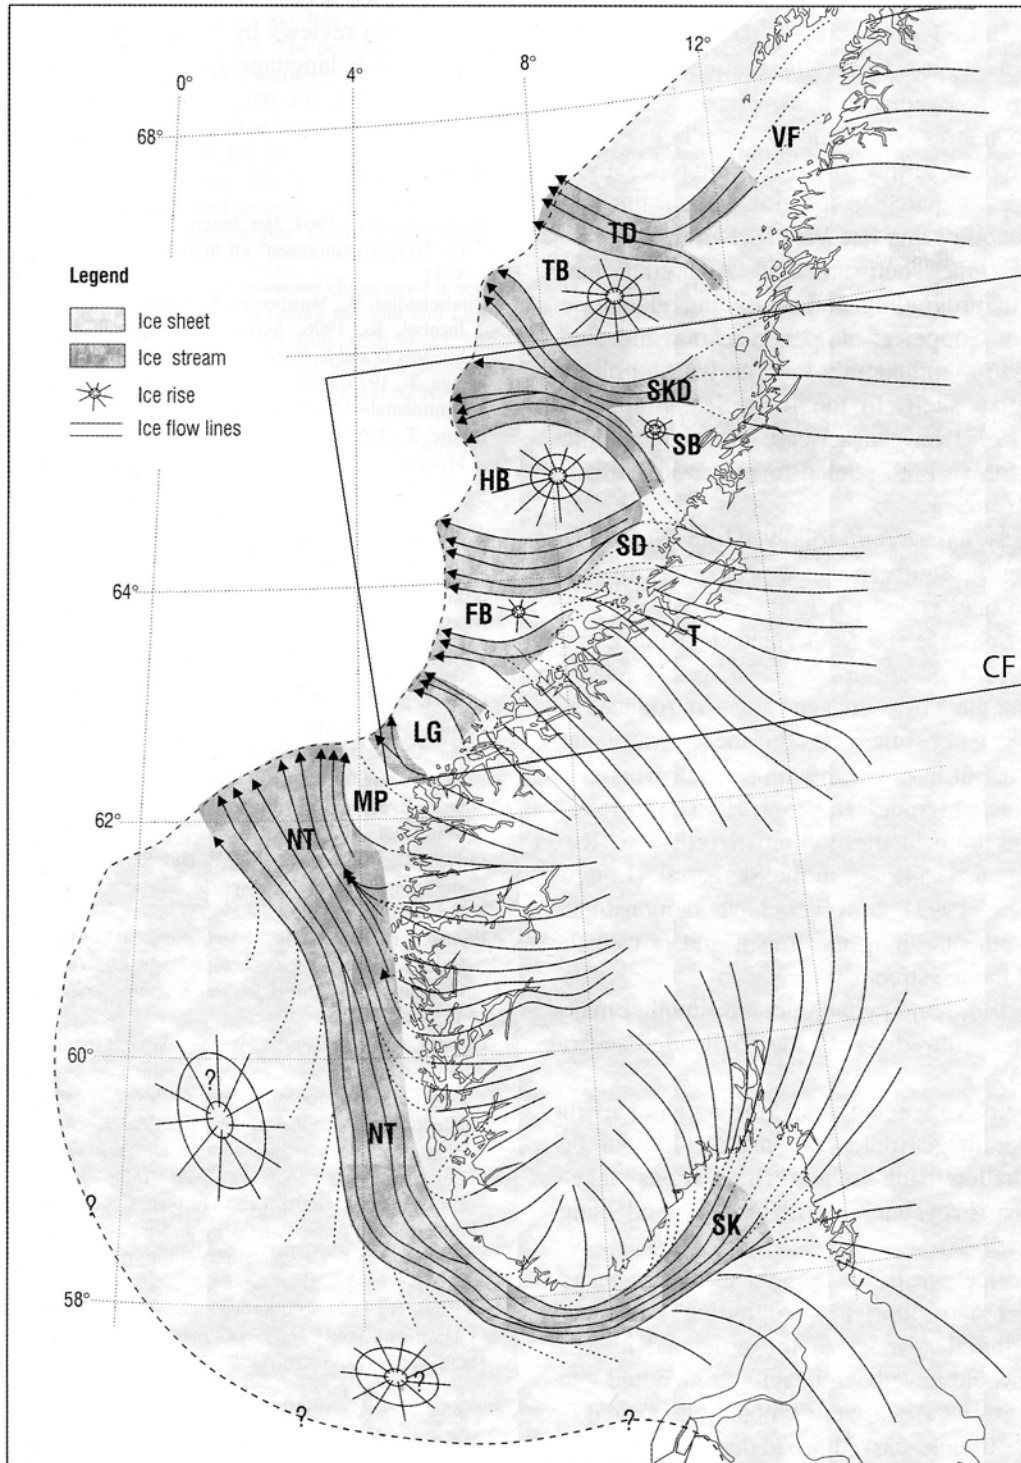 12°
8°
4°
0°
68°
VF
TD
TB
Legend
Ice sheet
Ice stream
Ice rise
Ice flow lines
SKD
SB
HB
SD
64°
FB
T
CF
LG
MP
62°
NT
60°
?
NT
?
SK
58°
?
?
?